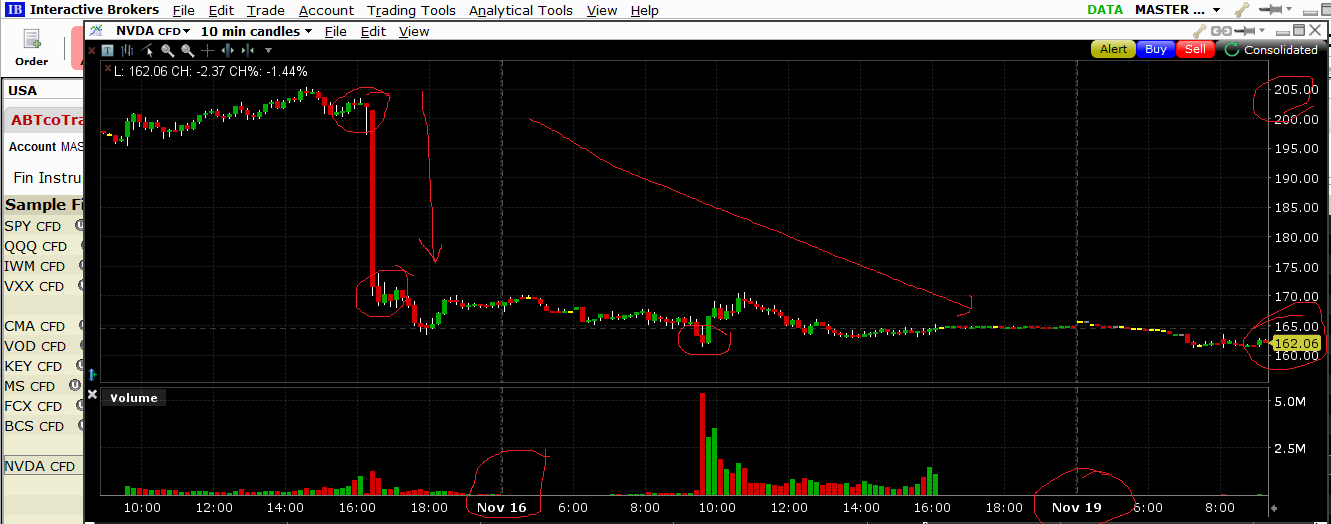 IB Interactive Brokers File Edit Trade Account Trading Tools Analytical Tools View Help DATA MASTER ...
NVDA CFD 10 min candles File Edit View
Order
Alert Buy Sell Consolidated
L: 162.06 CH: -2.37 CH%: -1.44%
USA
ABTcoTra
Account MAS
Fin Instru
Sample Fi
SPY CFD
QQQ CFD
IWM CFD
VXX CFD
CMA CFD
VOD CFD
KEY CFD
MS CFD
FCX CFD
BCS CFD
NVDA CFD
205.00
200.00
195.00
190.00
185.00
180.00
175.00
170.00
165.00
162.06
160.00
Volume
5.0M
2.5M
10:00 12:00 14:00 16:00 18:00 Nov 16 6:00 8:00 10:00 12:00 14:00 16:00 18:00 Nov 19 6:00 8:00